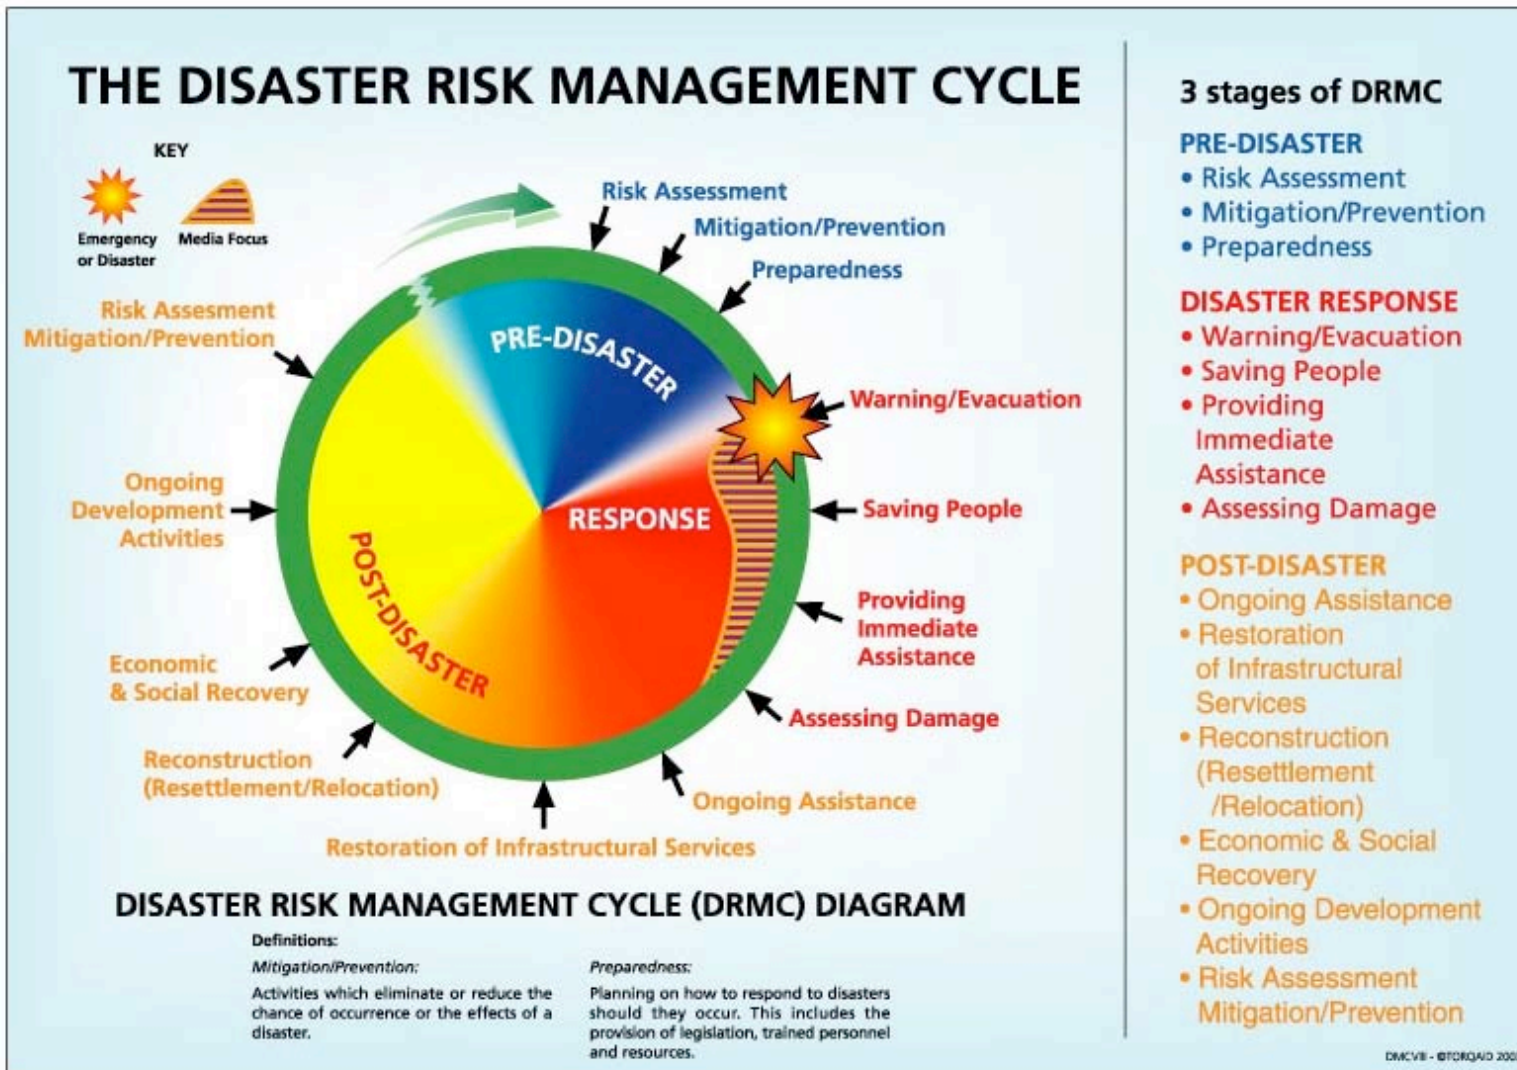 THE DISASTER RISK MANAGEMENT CYCLE
KEY
Emergency
or Disaster
Media Focus
Risk Assessment
Mitigation/Prevention
Preparedness
Warning/Evacuation
Saving People
Providing
Immediate
Assistance
Assessing Damage
Ongoing Assistance
Restoration of Infrastructural Services
Reconstruction
(Resettlement/Relocation)
Economic
& Social Recovery
Ongoing
Development
Activities
Risk Assesment
Mitigation/Prevention
PRE-DISASTER
RESPONSE
POST-DISASTER
DISASTER RISK MANAGEMENT CYCLE (DRMC) DIAGRAM
Definitions:
Mitigation/Prevention:
Activities which eliminate or reduce the
chance of occurrence or the effects of a
disaster.
Preparedness:
Planning on how to respond to disasters
should they occur. This includes the
provision of legislation, trained personnel
and resources.
3 stages of DRMC
PRE-DISASTER
• Risk Assessment
• Mitigation/Prevention
• Preparedness
DISASTER RESPONSE
• Warning/Evacuation
• Saving People
• Providing
Immediate
Assistance
• Assessing Damage
POST-DISASTER
• Ongoing Assistance
• Restoration
of Infrastructural
Services
• Reconstruction
(Resettlement
/Relocation)
• Economic & Social
Recovery
• Ongoing Development
Activities
• Risk Assessment
Mitigation/Prevention
DMCVII - ©TORQAID